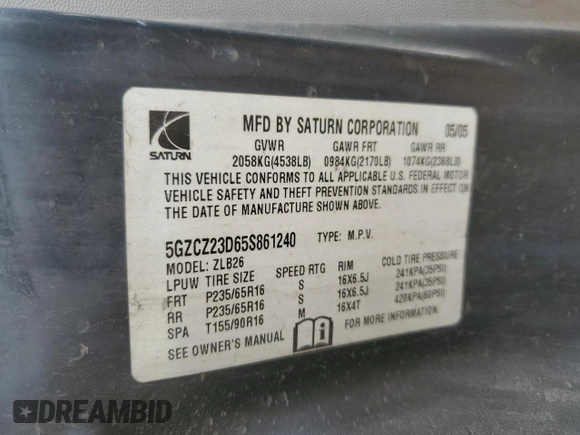 SATURN
MFD BY SATURN CORPORATION 05/05
GVWR GAWR FRT GAWR RR
2058KG(4538LB) 0984KG(2170LB) 1074KG(2368LB)
THIS VEHICLE CONFORMS TO ALL APPLICABLE U.S. FEDERAL MOTOR
VEHICLE SAFETY AND THEFT PREVENTION STANDARDS IN EFFECT ON
THE DATE OF MANUFACTURE SHOWN ABOVE.
5GZCZ23D65S861240 TYPE: M.P.V.
MODEL: ZLB26
LPUW TIRE SIZE SPEED RTG RIM COLD TIRE PRESSURE
FRT P235/65R16 S 16X6.5J 241KPA(35PSI)
RR P235/65R16 S 16X6.5J 241KPA(35PSI)
SPA T155/90R16 M 16X4T 420KPA(60PSI)
SEE OWNER'S MANUAL i FOR MORE INFORMATION.
DREAMBID